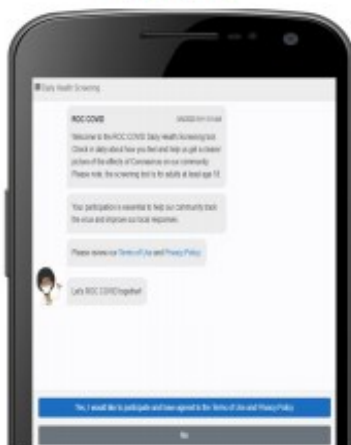 Daily Health Screening
ROC COVID
Welcome to the ROC COVID Daily Health Screening tool.
Check in daily about how you feel and help us get a clearer
picture of the effects of Coronavirus on our community.
Please note, the screening tool is for adults at least age 18.
Your participation is essential to help our community track
the virus and improve our local responses.
Please review our Terms of Use and Privacy Policy
Let's ROC COVID together!
Yes, I would like to participate and have agreed to the Terms of Use and Privacy Policy
No